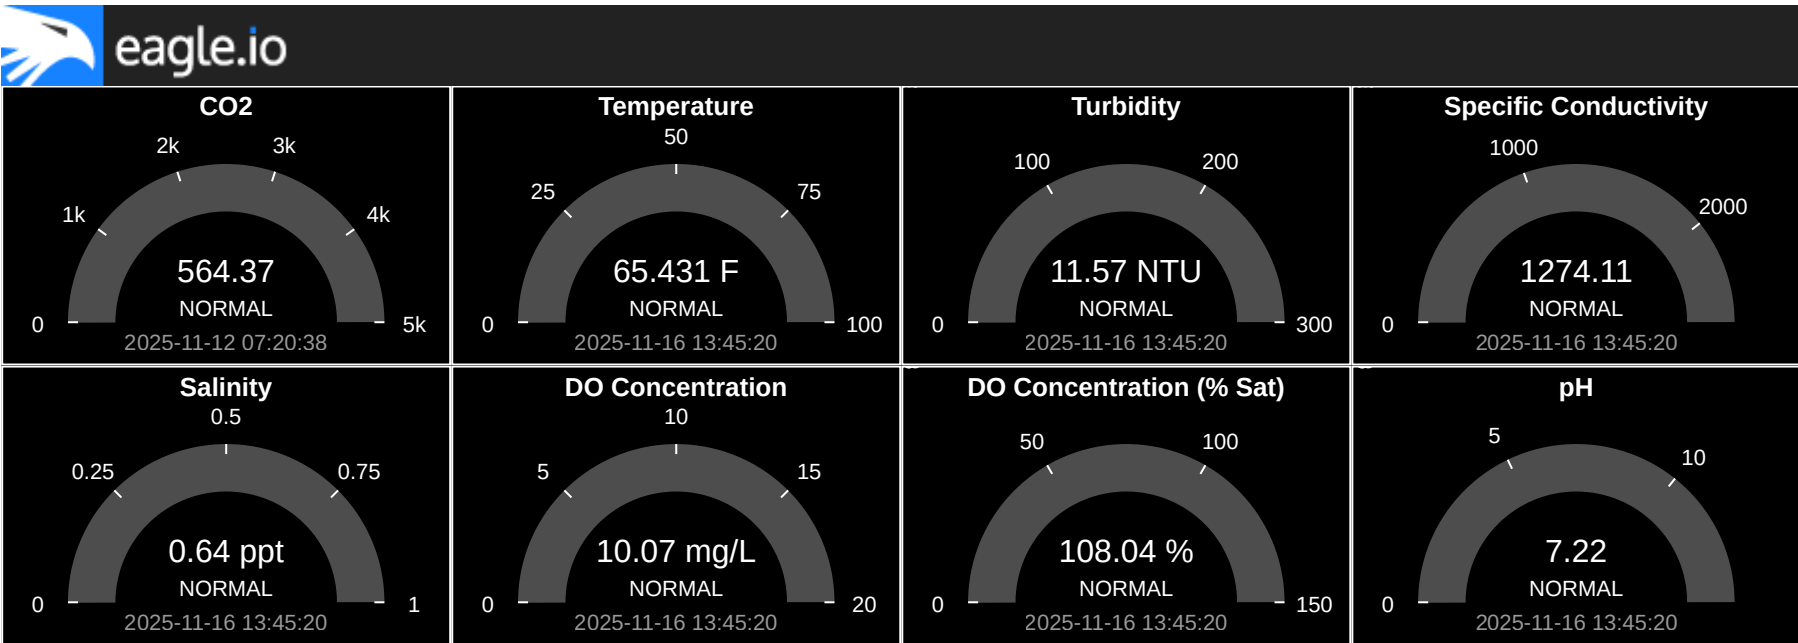 eagle.io
CO2
2k
3k
1k
4k
564.37
NORMAL
0
5k
2025-11-12 07:20:38
Temperature
50
25
75
65.431 F
NORMAL
0
100
2025-11-16 13:45:20
Turbidity
100
200
11.57 NTU
NORMAL
0
300
2025-11-16 13:45:20
Specific Conductivity
1000
2000
1274.11
NORMAL
0
2025-11-16 13:45:20
Salinity
0.5
0.25
0.75
0.64 ppt
NORMAL
0
1
2025-11-16 13:45:20
DO Concentration
10
5
15
10.07 mg/L
NORMAL
0
20
2025-11-16 13:45:20
DO Concentration (% Sat)
50
100
108.04 %
NORMAL
0
150
2025-11-16 13:45:20
pH
5
10
7.22
NORMAL
0
2025-11-16 13:45:20